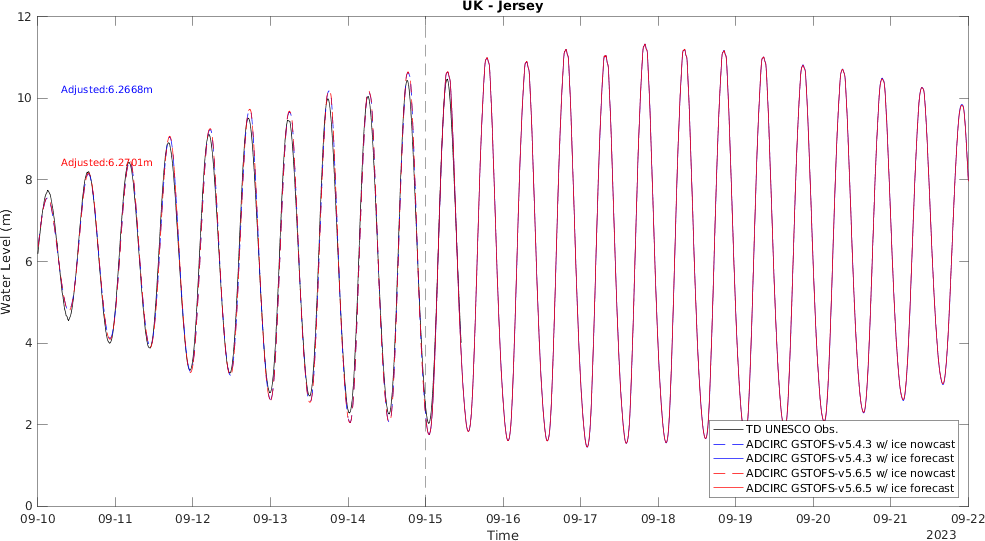 UK - Jersey
12
10
8
6
4
2
0
Water Level (m)
Adjusted:6.2668m
Adjusted:6.2701m
TD UNESCO Obs.
ADCIRC GSTOFS-v5.4.3 w/ ice nowcast
ADCIRC GSTOFS-v5.4.3 w/ ice forecast
ADCIRC GSTOFS-v5.6.5 w/ ice nowcast
ADCIRC GSTOFS-v5.6.5 w/ ice forecast
09-10 09-11 09-12 09-13 09-14 09-15 09-16 09-17 09-18 09-19 09-20 09-21 09-22
Time
2023